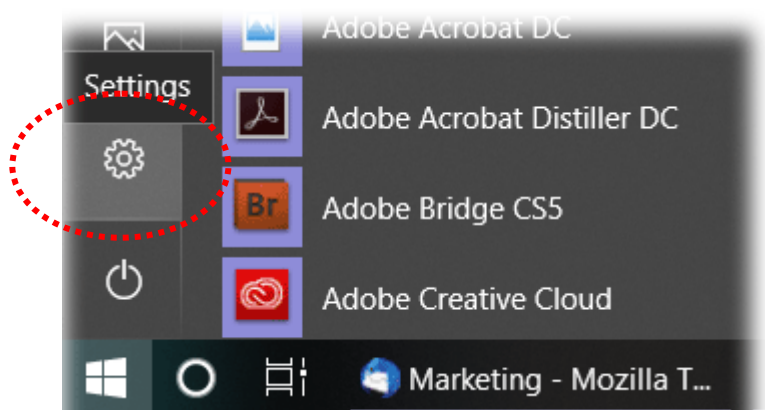 Adobe Acrobat DC
Settings
Adobe Acrobat Distiller DC
Br
Adobe Bridge CS5
Adobe Creative Cloud
Marketing - Mozilla T...